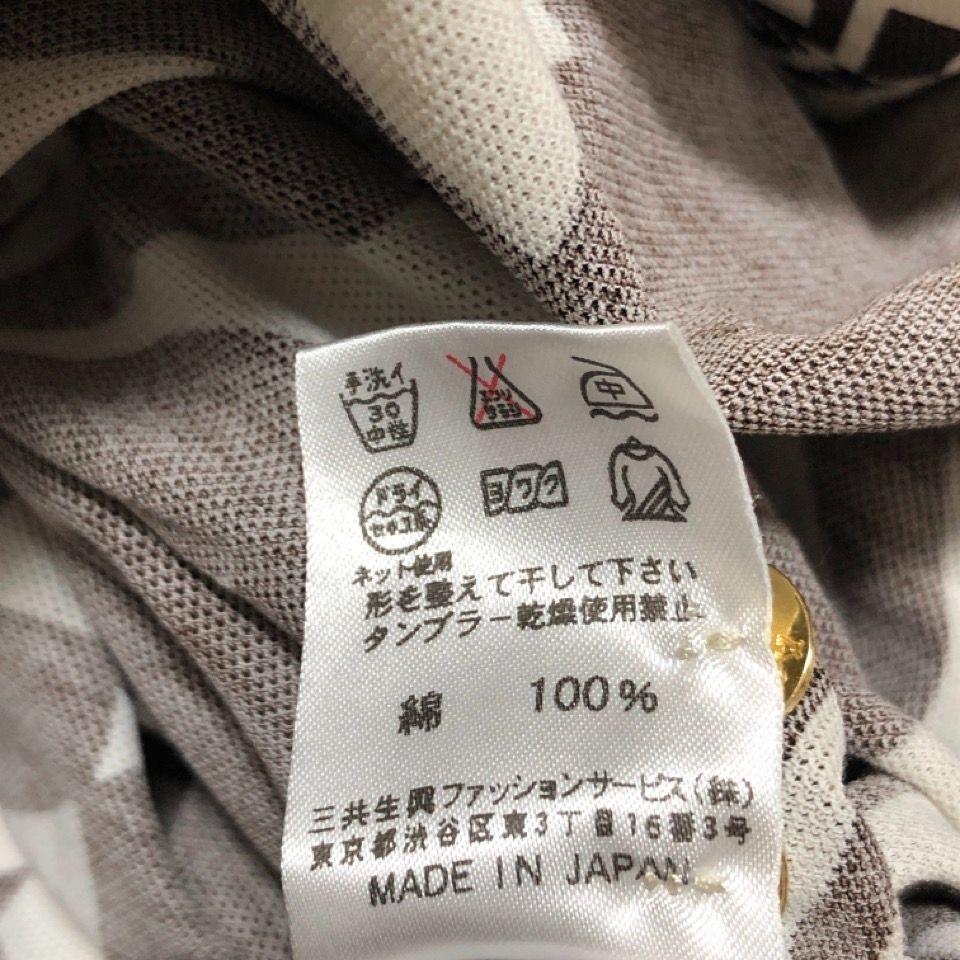 手洗イ
30
中性
エンソ
サラシ
中
ドライ
セキユ系
ヨワク
ネット使用
形を整えて干して下さい
タンブラー乾燥使用禁止
綿 100%
三共生興ファッションサービス(株)
東京都渋谷区東3丁目16番3号
MADE IN JAPAN